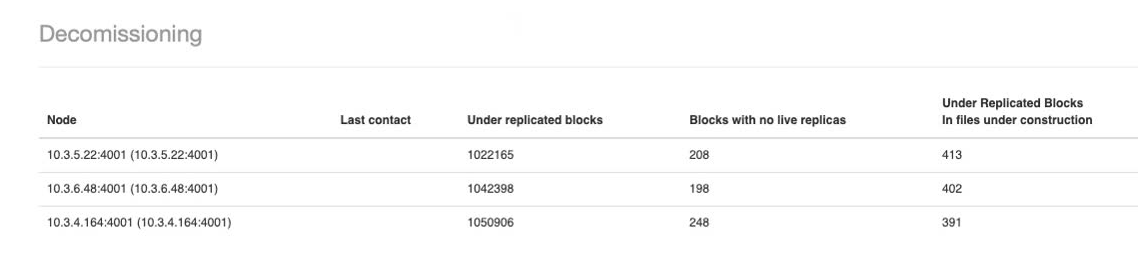 Decomissioning
Under Replicated Blocks
Node Last contact Under replicated blocks Blocks with no live replicas In files under construction
10.3.5.22:4001 (10.3.5.22:4001) 1022165 208 413
10.3.6.48:4001 (10.3.6.48:4001) 1042398 198 402
10.3.4.164:4001 (10.3.4.164:4001) 1050906 248 391